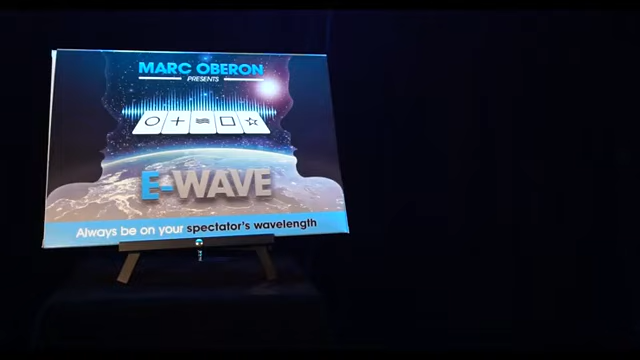 MARC OBERON
PRESENTS
E-WAVE
Always be on your spectator's wavelength